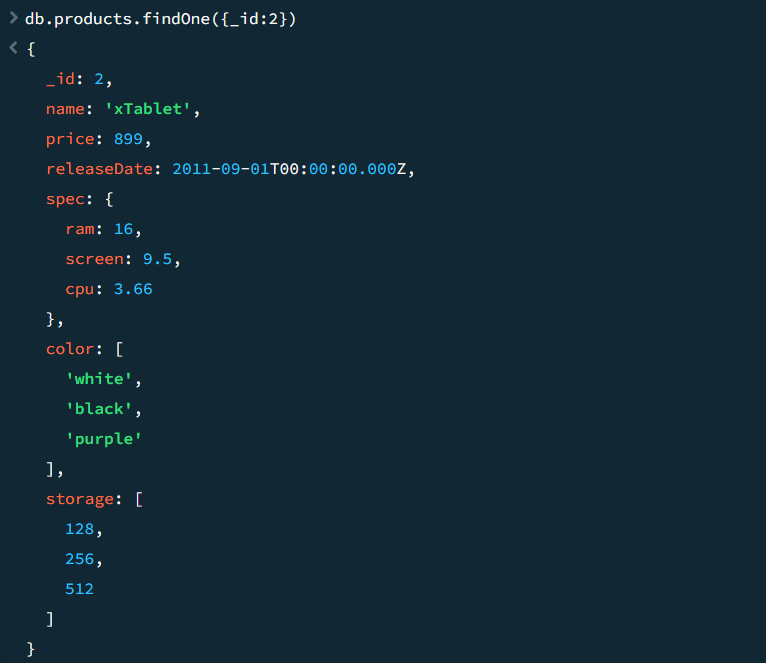 > db.products.findOne({_id:2})
< {
_id: 2,
name: 'xTablet',
price: 899,
releaseDate: 2011-09-01T00:00:00.000Z,
spec: {
ram: 16,
screen: 9.5,
cpu: 3.66
},
color: [
'white',
'black',
'purple'
],
storage: [
128,
256,
512
]
}